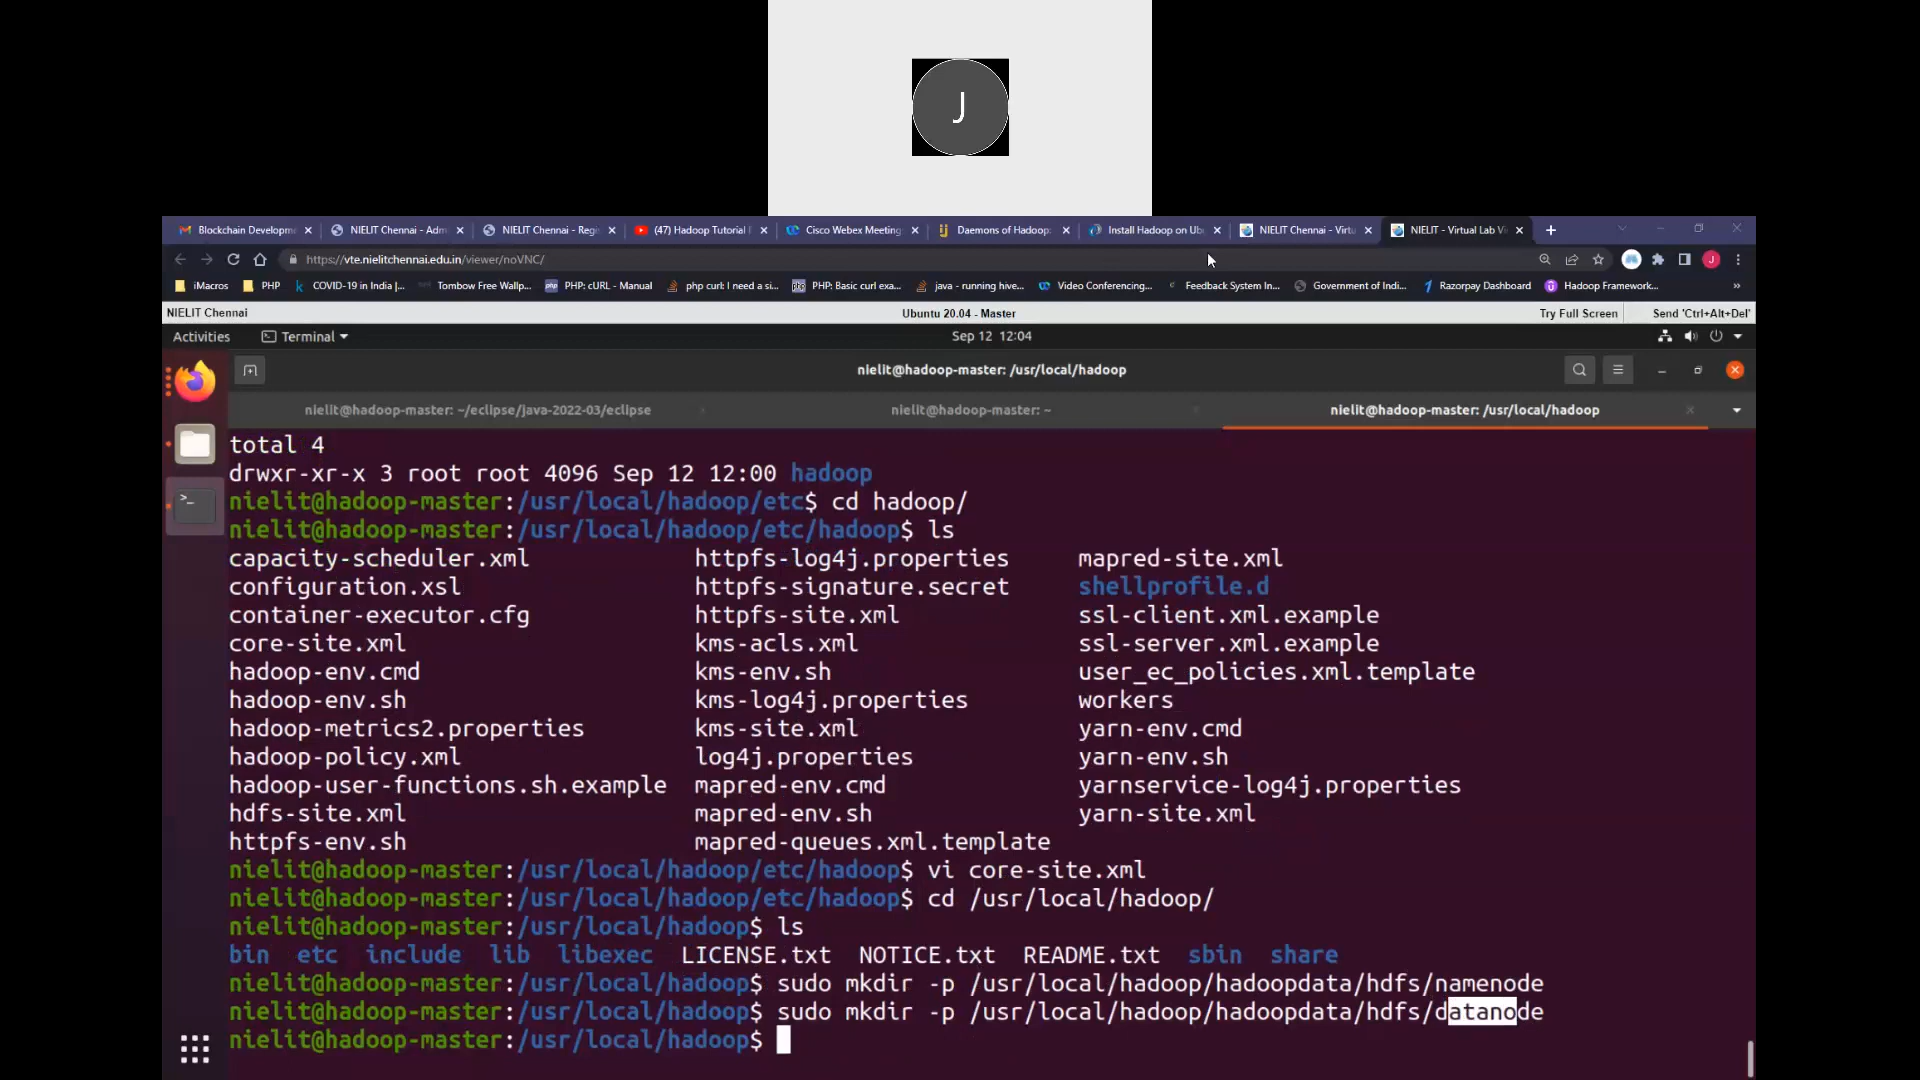 J
Blockchain Developm
NIELIT Chennai - Adm
NIELIT Chennai - Reg
(47) Hadoop Tutorial
Cisco Webex Meeting
Daemons of Hadoop
Install Hadoop on Ub
NIELIT Chennai - Virtu
NIELIT - Virtual Lab Vi
https://vte.nielitchennai.edu.in/viewer/noVNC/
J
iMacros
PHP
COVID-19 in India |...
Tombow Free Wallp...
PHP: cURL - Manual
php curl: I need a si...
PHP: Basic curl exa...
java - running hive...
Video Conferencing...
Feedback System In...
Government of Indi...
Razorpay Dashboard
Hadoop Framework...
NIELIT Chennai
Ubuntu 20.04 - Master
Try Full Screen
Send 'Ctrl+Alt+Del'
Activities
Terminal
Sep 12 12:04
nielit@hadoop-master: /usr/local/hadoop
nielit@hadoop-master: ~/eclipse/java-2022-03/eclipse
nielit@hadoop-master: ~
nielit@hadoop-master: /usr/local/hadoop
total 4
drwxr-xr-x 3 root root 4096 Sep 12 12:00 hadoop
nielit@hadoop-master:/usr/local/hadoop/etc$ cd hadoop/
nielit@hadoop-master:/usr/local/hadoop/etc/hadoop$ ls
capacity-scheduler.xml httpfs-log4j.properties mapred-site.xml
configuration.xsl httpfs-signature.secret shellprofile.d
container-executor.cfg httpfs-site.xml ssl-client.xml.example
core-site.xml kms-acls.xml ssl-server.xml.example
hadoop-env.cmd kms-env.sh user_ec_policies.xml.template
hadoop-env.sh kms-log4j.properties workers
hadoop-metrics2.properties kms-site.xml yarn-env.cmd
hadoop-policy.xml log4j.properties yarn-env.sh
hadoop-user-functions.sh.example mapred-env.cmd yarnservice-log4j.properties
hdfs-site.xml mapred-env.sh yarn-site.xml
httpfs-env.sh mapred-queues.xml.template
nielit@hadoop-master:/usr/local/hadoop/etc/hadoop$ vi core-site.xml
nielit@hadoop-master:/usr/local/hadoop/etc/hadoop$ cd /usr/local/hadoop/
nielit@hadoop-master:/usr/local/hadoop$ ls
bin etc include lib libexec LICENSE.txt NOTICE.txt README.txt sbin share
nielit@hadoop-master:/usr/local/hadoop$ sudo mkdir -p /usr/local/hadoop/hadoopdata/hdfs/namenode
nielit@hadoop-master:/usr/local/hadoop$ sudo mkdir -p /usr/local/hadoop/hadoopdata/hdfs/datanode
nielit@hadoop-master:/usr/local/hadoop$